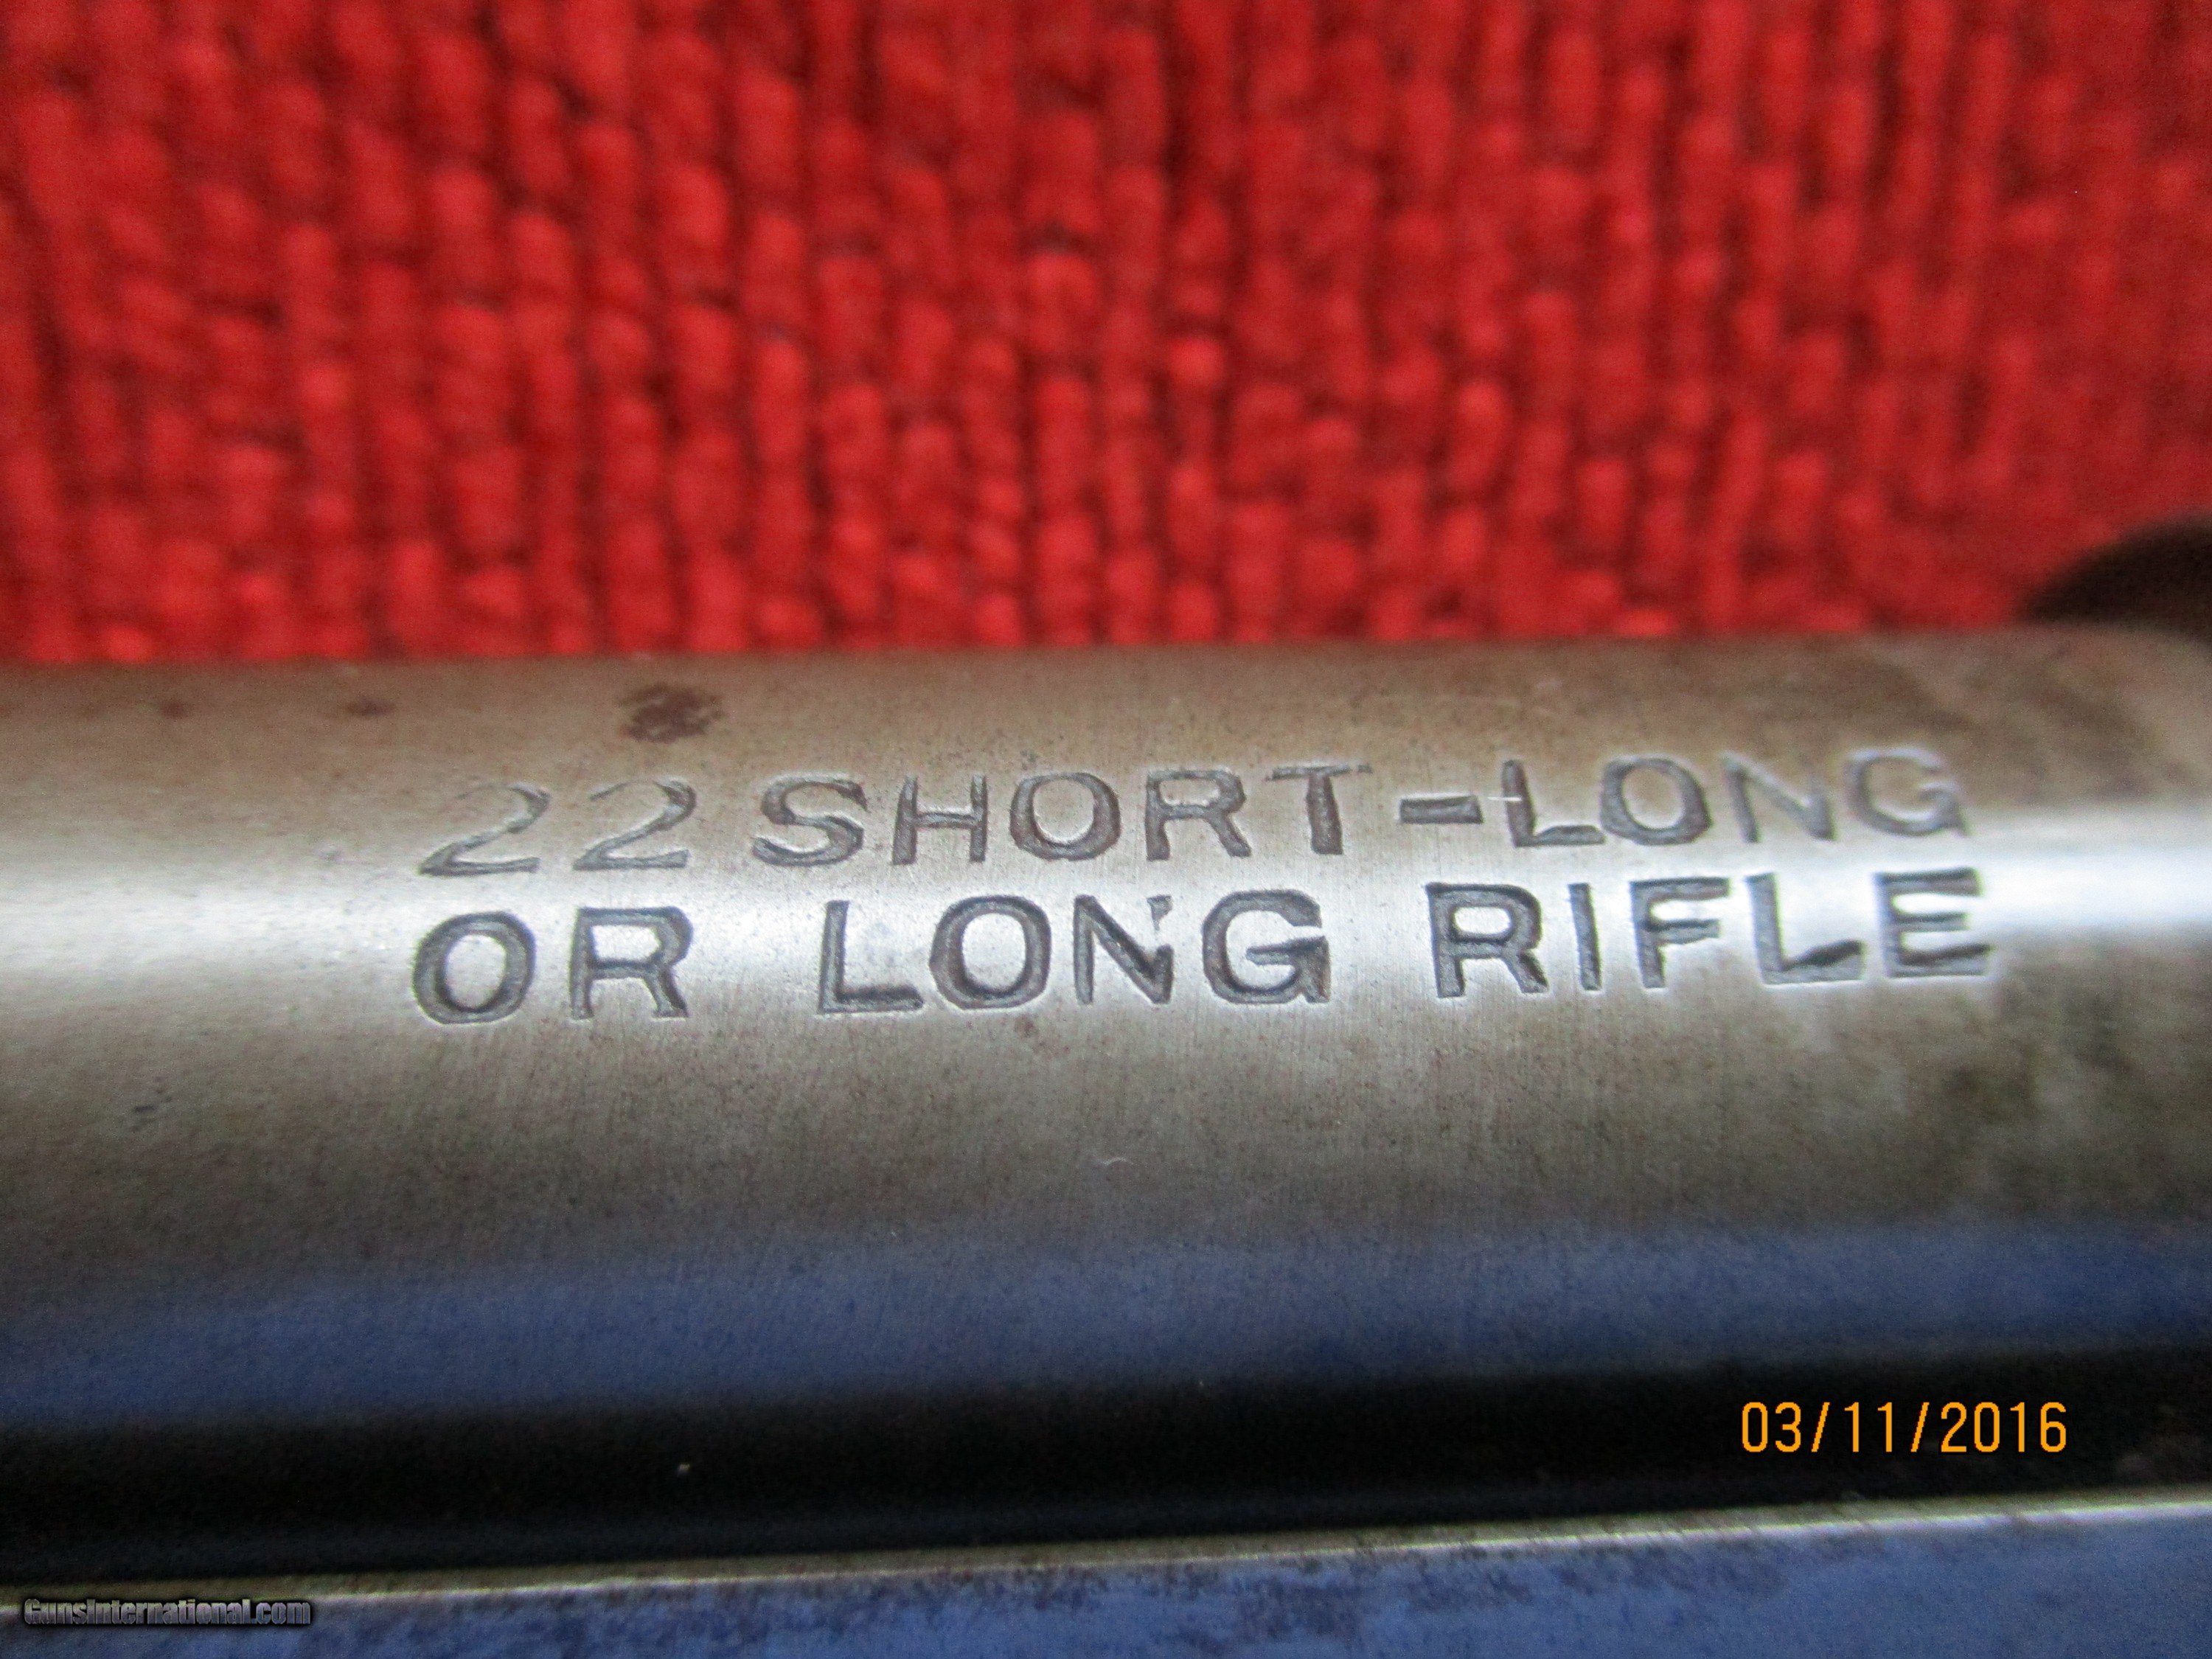 22 SHORT-LONG
OR LONG RIFLE
03/11/2016
GunsInternational.com